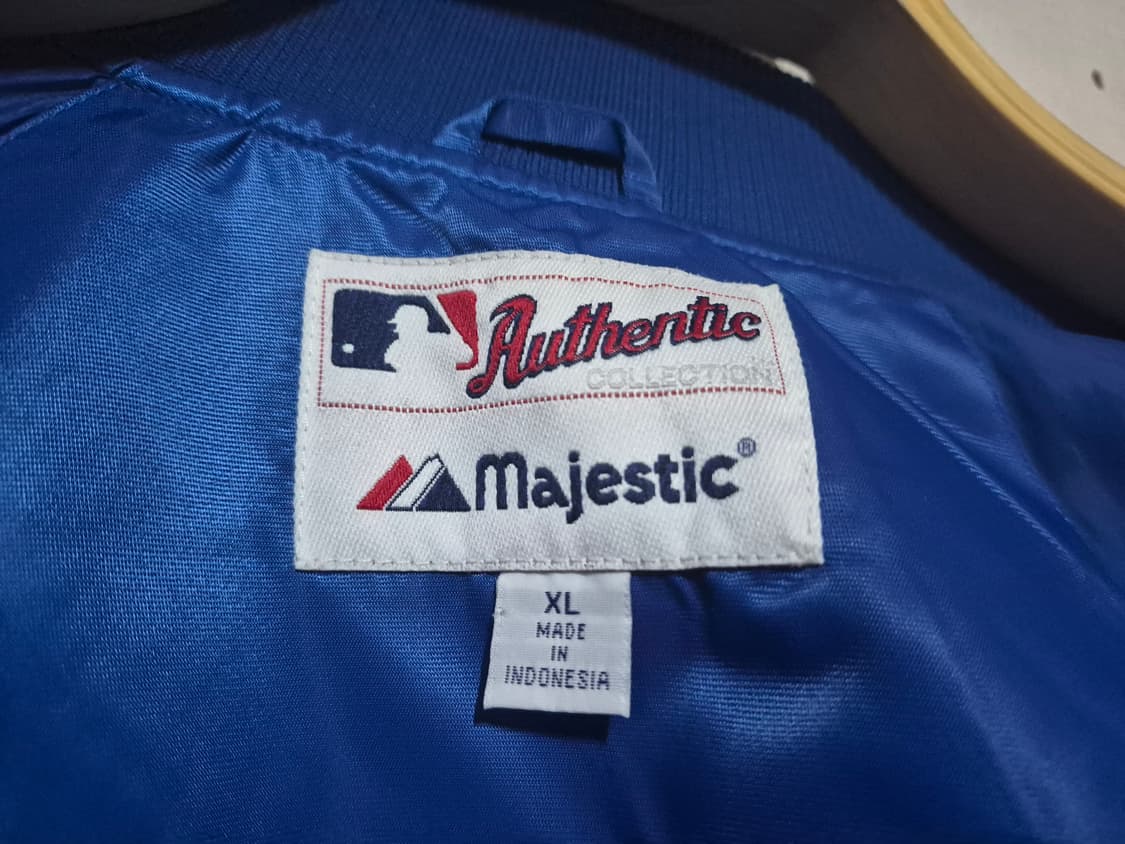 Authentic
COLLECTION
Majestic®
XL
MADE
IN
INDONESIA